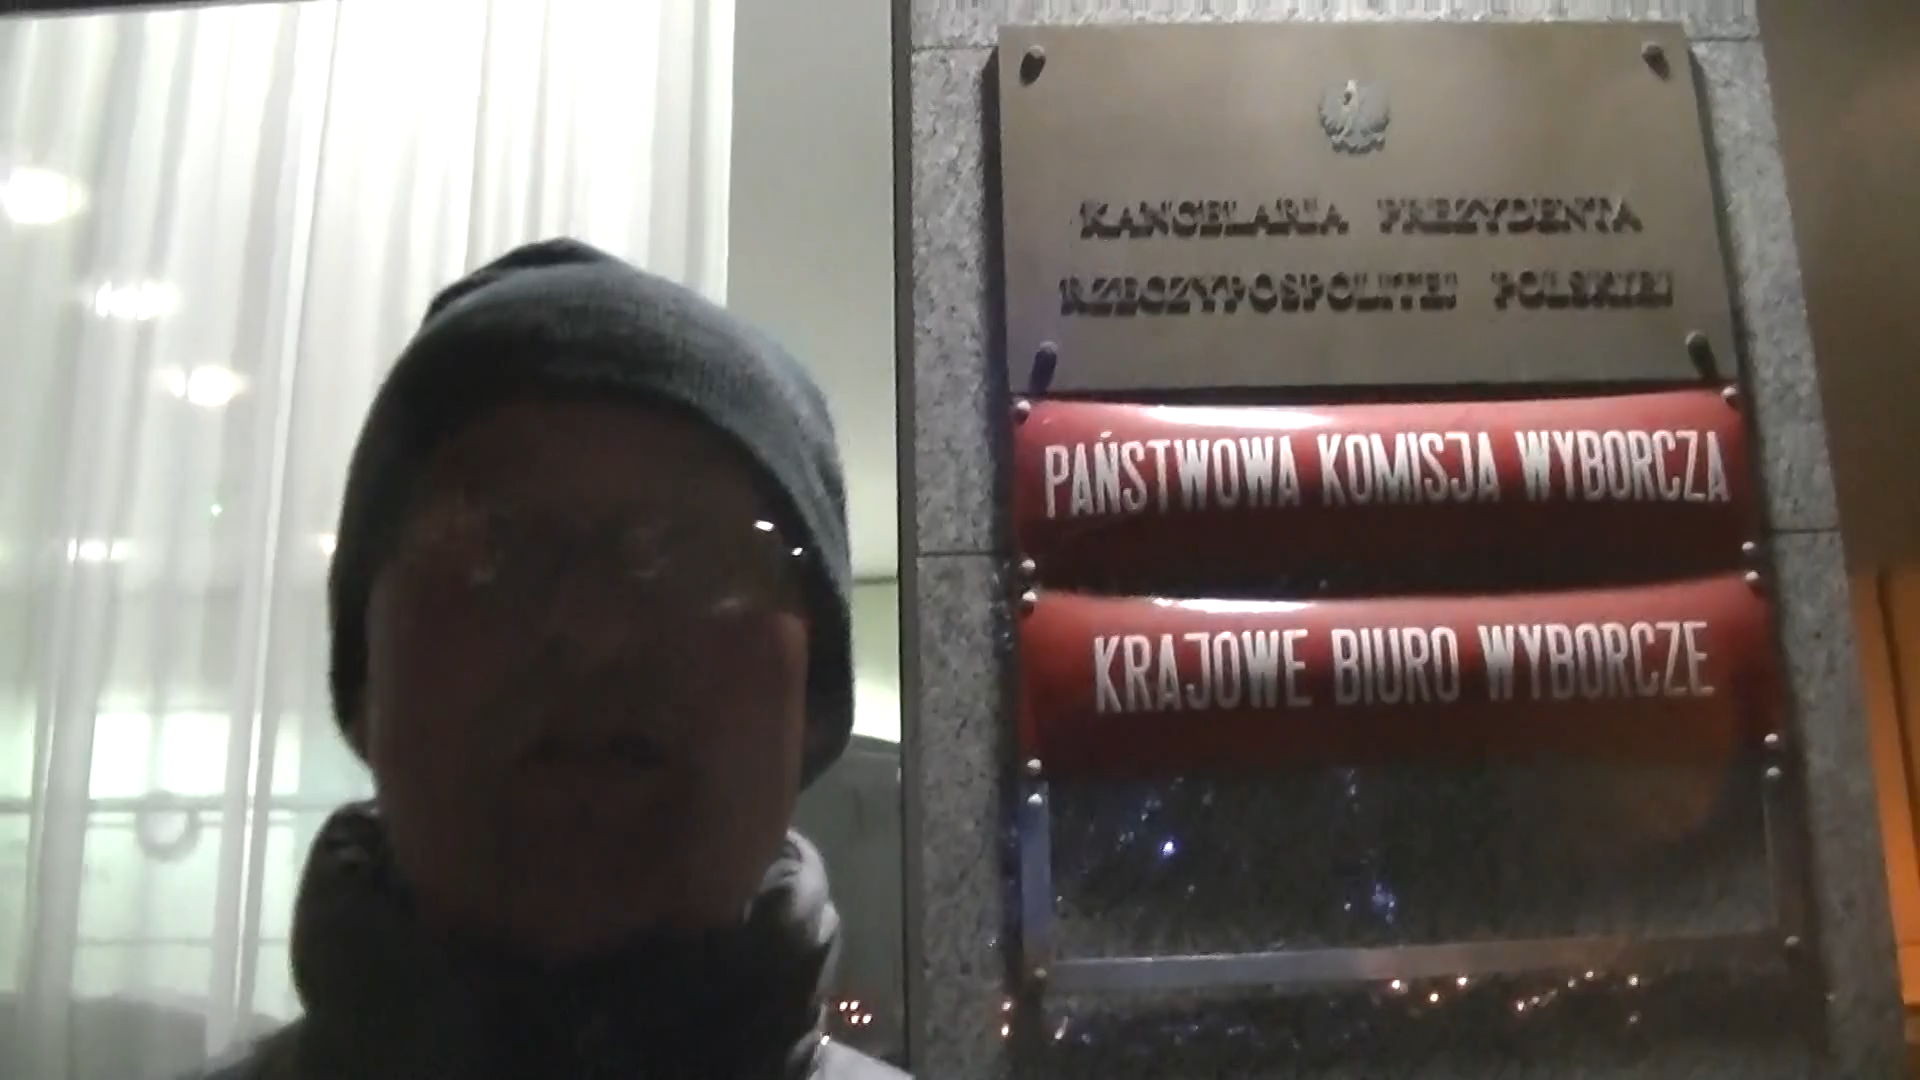 KANCELARIA PREZYDENTA
RZECZYPOSPOLITEJ POLSKIEJ
PAŃSTWOWA KOMISJA WYBORCZA
KRAJOWE BIURO WYBORCZE